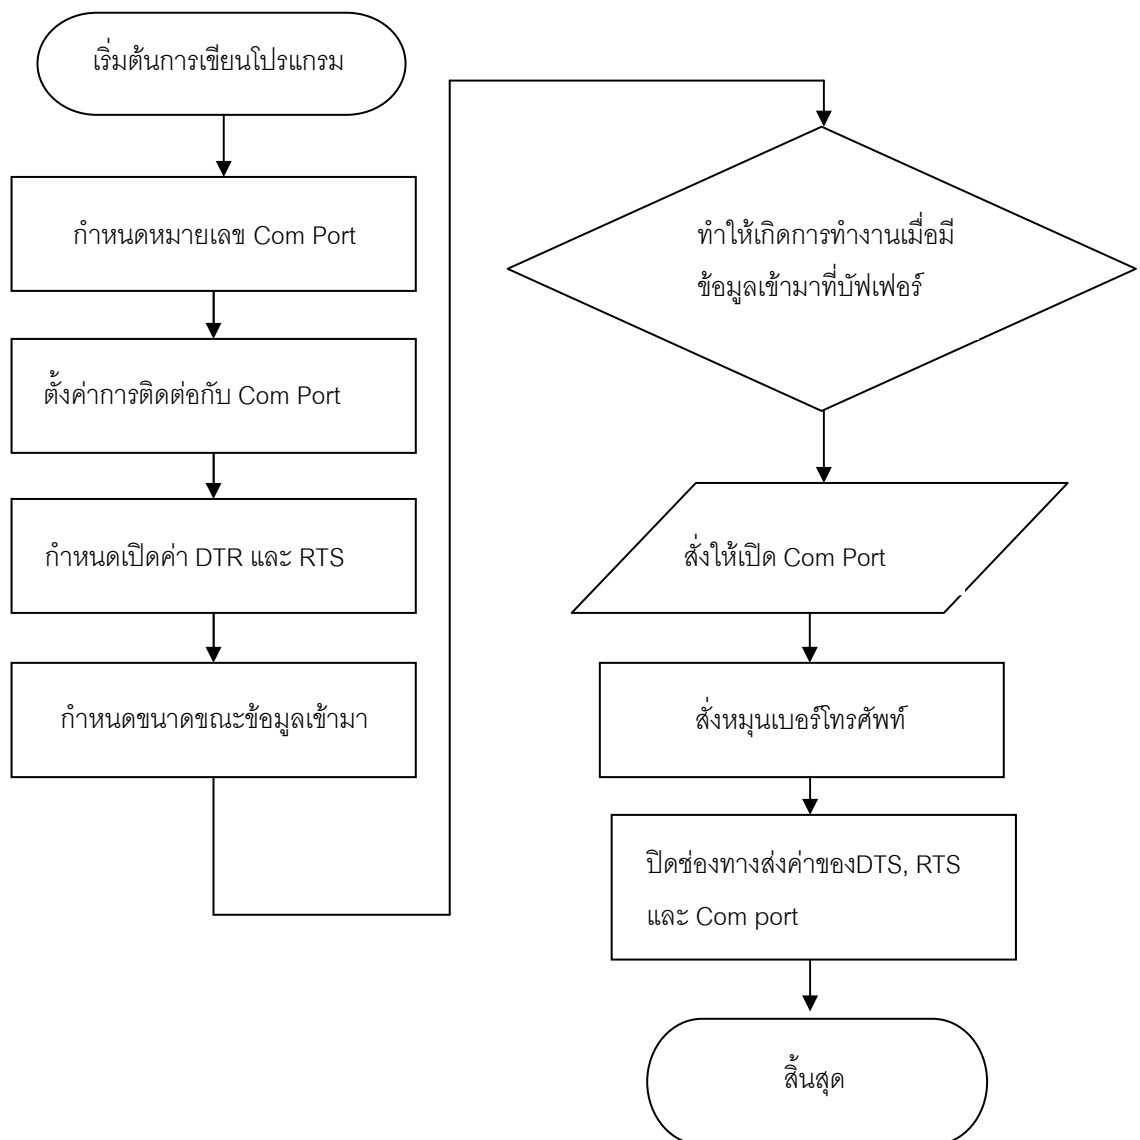 เริ่มต้นการเขียนโปรแกรม
กำหนดหมายเลข Com Port
ตั้งค่าการติดต่อกับ Com Port
กำหนดเปิดค่า DTR และ RTS
กำหนดขนาดขณะข้อมูลเข้ามา
ทำให้เกิดการทำงานเมื่อมี
ข้อมูลเข้ามาที่บัฟเฟอร์
สั่งให้เปิด Com Port
สั่งหมุนเบอร์โทรศัพท์
ปิดช่องทางส่งค่าของDTS, RTS
และ Com port
สิ้นสุด